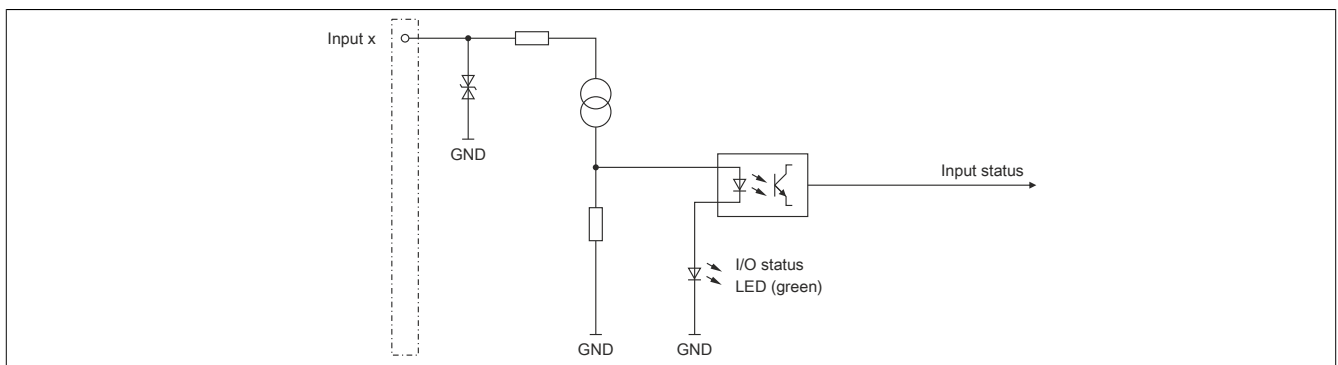 Input x
GND
Input status
I/O status
LED (green)
GND
GND